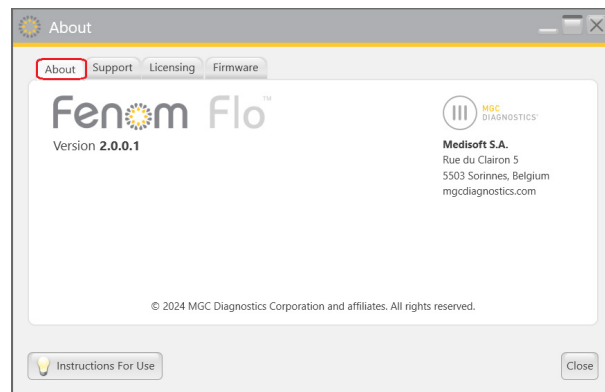 About
About Support Licensing Firmware
Fenom Flo™
Version 2.0.0.1
MGC
DIAGNOSTICS®
Medisoft S.A.
Rue du Clairon 5
5503 Sorinnes, Belgium
mgcdiagnostics.com
© 2024 MGC Diagnostics Corporation and affiliates. All rights reserved.
Instructions For Use
Close